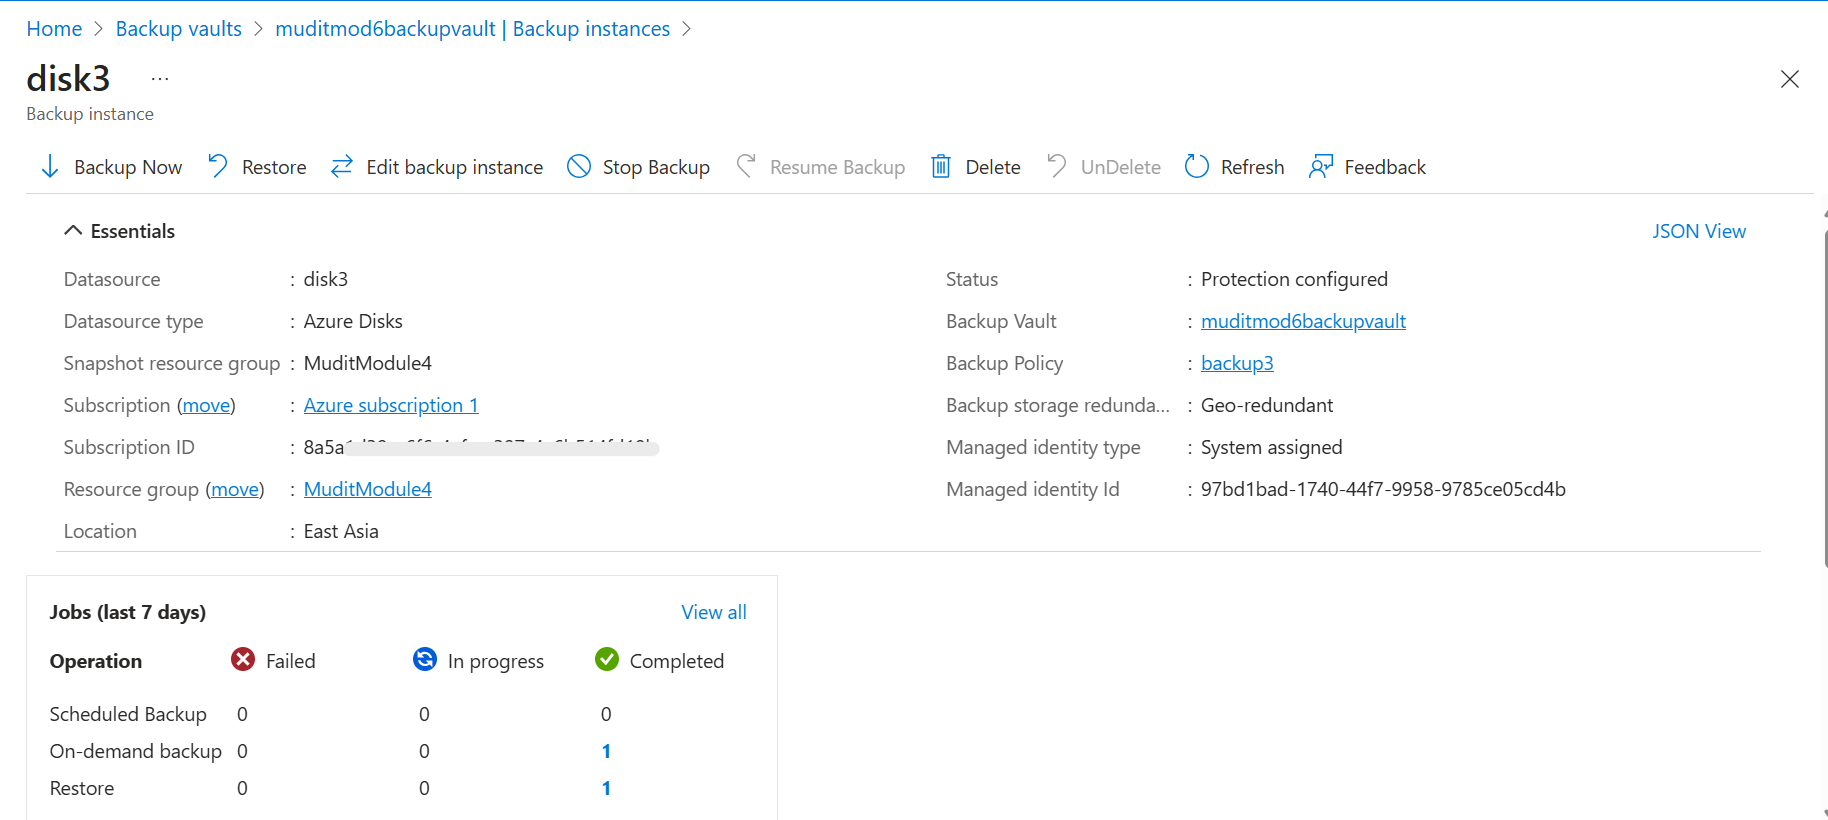 Home > Backup vaults > muditmod6backupvault | Backup instances >
disk3 ...
Backup instance
Backup Now Restore Edit backup instance Stop Backup Resume Backup Delete UnDelete Refresh Feedback
Essentials JSON View
Datasource : disk3 Status : Protection configured
Datasource type : Azure Disks Backup Vault : muditmod6backupvault
Snapshot resource group : MuditModule4 Backup Policy : backup3
Subscription (move) : Azure subscription 1 Backup storage redunda... : Geo-redundant
Subscription ID : 8a5a Managed identity type : System assigned
Resource group (move) : MuditModule4 Managed identity Id : 97bd1bad-1740-44f7-9958-9785ce05cd4b
Location : East Asia
Jobs (last 7 days) View all
Operation Failed In progress Completed
Scheduled Backup 0 0 0
On-demand backup 0 0 1
Restore 0 0 1